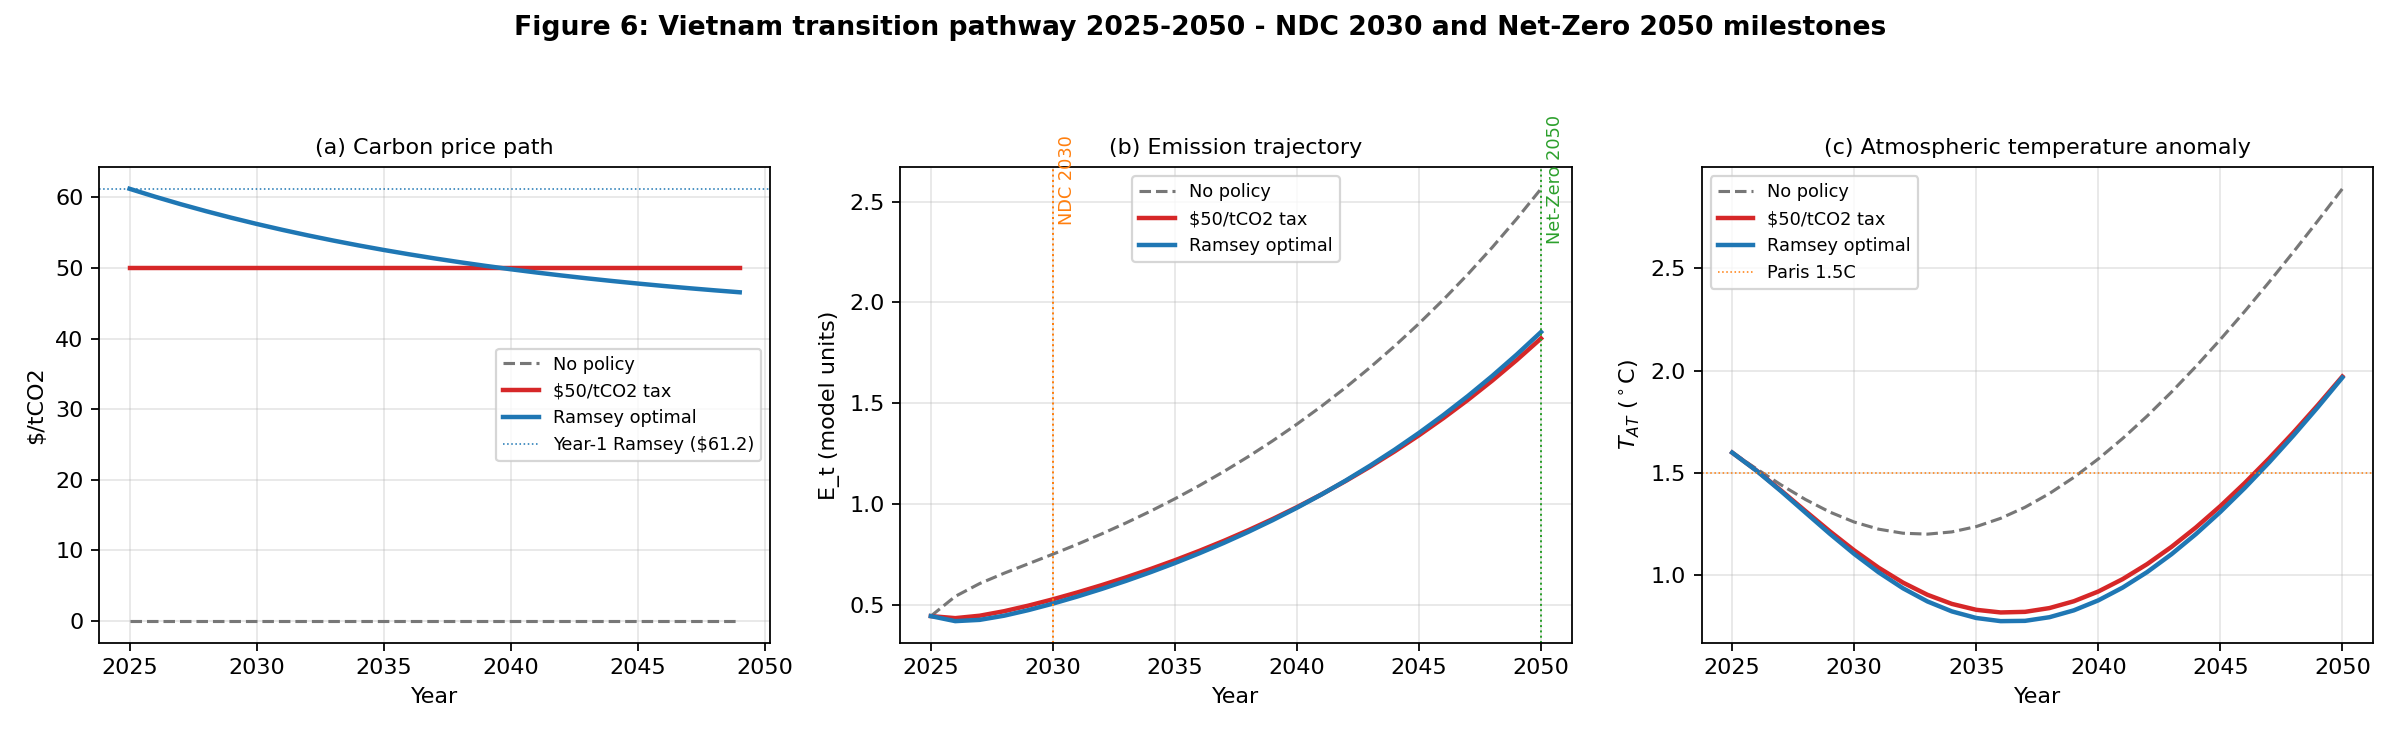 Figure 6: Vietnam transition pathway 2025-2050 - NDC 2030 and Net-Zero 2050 milestones
(a) Carbon price path
$/tCO2
60
50
40
30
20
10
0
No policy
$50/tCO2 tax
Ramsey optimal
Year-1 Ramsey ($61.2)
2025 2030 2035 2040 2045 2050
Year
(b) Emission trajectory
E_t (model units)
2.5
2.0
1.5
1.0
0.5
NDC 2030
Net-Zero 2050
No policy
$50/tCO2 tax
Ramsey optimal
2025 2030 2035 2040 2045 2050
Year
(c) Atmospheric temperature anomaly
T_AT (°C)
2.5
2.0
1.5
1.0
No policy
$50/tCO2 tax
Ramsey optimal
Paris 1.5C
2025 2030 2035 2040 2045 2050
Year